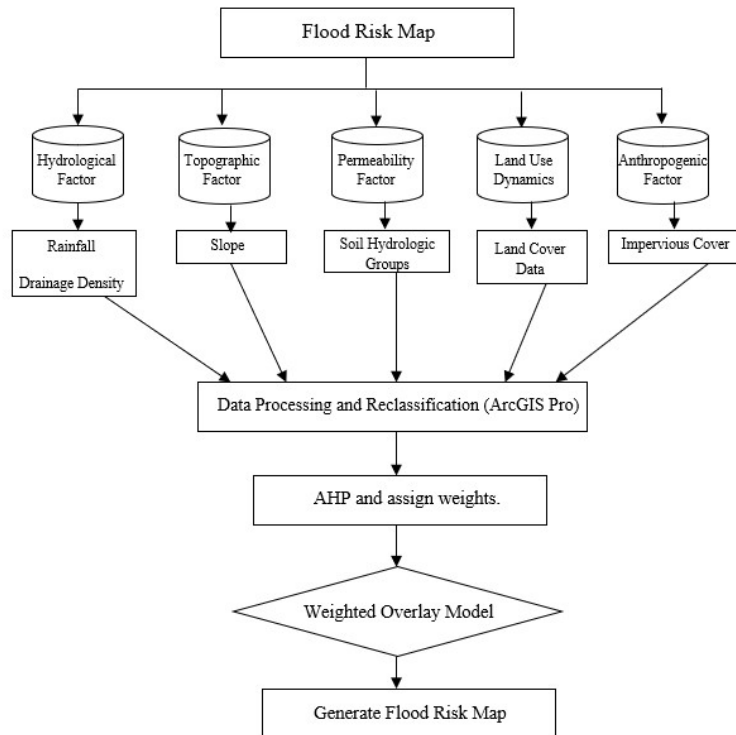 Flood Risk Map
Hydrological
Factor
Topographic
Factor
Permeability
Factor
Land Use
Dynamics
Anthropogenic
Factor
Rainfall
Drainage Density
Slope
Soil Hydrologic
Groups
Land Cover
Data
Impervious Cover
Data Processing and Reclassification (ArcGIS Pro)
AHP and assign weights.
Weighted Overlay Model
Generate Flood Risk Map